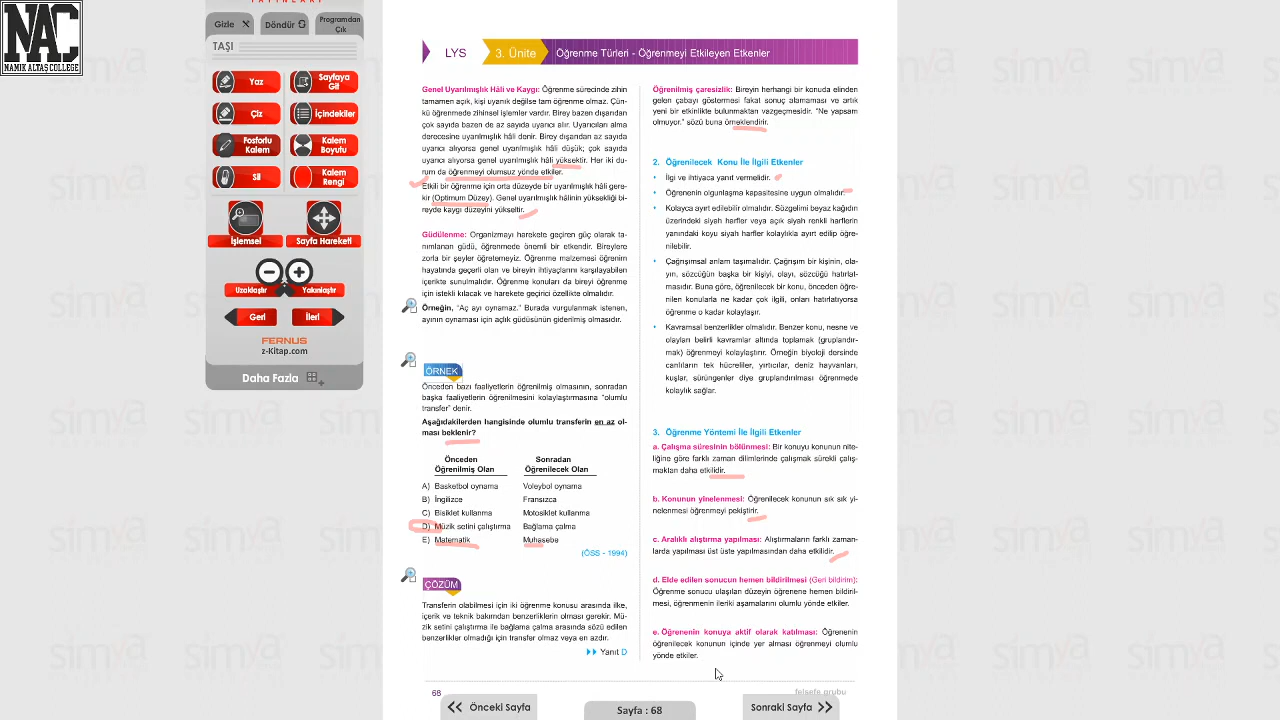 NAC
NAMIK ALTAŞ COLLEGE
YAYINLARI
Gizle
Döndür
Programdan
Çık
TAŞI
Yaz
Sayfaya
Git
Çiz
İçindekiler
Fosforlu
Kalem
Kalem
Boyutu
Sil
Kalem
Rengi
İşlemsel
Sayfa Hareketi
Uzaklaştır
Yakınlaştır
Geri
İleri
FERNUS
z-Kitap.com
Daha Fazla
LYS
3. Ünite
Öğrenme Türleri - Öğrenmeyi Etkileyen Etkenler
Genel Uyarılmışlık Hâli ve Kaygı: Öğrenme sürecinde zihin
tamamen açık, kişi uyanık değilse tam öğrenme olmaz. Çün-
kü öğrenmede zihinsel işlemler vardır. Birey bazen dışarıdan
çok sayıda bazen de az sayıda uyarıcı alır. Uyarıcıları alma
derecesine uyarılmışlık hâli denir. Birey dışarıdan az sayıda
uyarıcı alıyorsa genel uyarılmışlık hâli düşük; çok sayıda
uyarıcı alıyorsa genel uyarılmışlık hâli yüksektir. Her iki du-
rum da öğrenmeyi olumsuz yönde etkiler.
Etkili bir öğrenme için orta düzeyde bir uyarılmışlık hâli gere-
kir (Optimum Düzey). Genel uyarılmışlık hâlinin yüksekliği bi-
reyde kaygı düzeyini yükseltir.
Güdülenme: Organizmayı harekete geçiren güç olarak ta-
nımlanan güdü, öğrenmede önemli bir etkendir. Bireylere
zorla bir şeyler öğretemeyiz. Öğrenme malzemesi öğrenim
hayatında geçerli olan ve bireyin ihtiyaçlarını karşılayabilen
içerikte sunulmalıdır. Öğrenme konuları da bireyi öğrenme
için istekli kılacak ve harekete geçirici özellikte olmalıdır.
Örneğin, “Aç ayı oynamaz.” Burada vurgulanmak istenen,
ayının oynaması için açlık güdüsünün giderilmiş olmasıdır.
ÖRNEK
Önceden bazı faaliyetlerin öğrenilmiş olmasının, sonradan
başka faaliyetlerin öğrenilmesini kolaylaştırmasına “olumlu
transfer” denir.
Aşağıdakilerden hangisinde olumlu transferin en az ol-
ması beklenir?
Önceden Sonradan
Öğrenilmiş Olan Öğrenilecek Olan
A) Basketbol oynama Voleybol oynama
B) İngilizce Fransızca
C) Bisiklet kullanma Motosiklet kullanma
D) Müzik setini çalıştırma Bağlama çalma
E) Matematik Muhasebe
(ÖSS - 1994)
ÇÖZÜM
Transferin olabilmesi için iki öğrenme konusu arasında ilke,
içerik ve teknik bakımdan benzerliklerin olması gerekir. Mü-
zik setini çalıştırma ile bağlama çalma arasında sözü edilen
benzerlikler olmadığı için transfer olmaz veya en azdır.
Yanıt D
Öğrenilmiş çaresizlik: Bireyin herhangi bir konuda elinden
gelen çabayı göstermesi fakat sonuç alamaması ve artık
yeni bir etkinlikte bulunmaktan vazgeçmesidir. “Ne yapsam
olmuyor.” sözü buna örneklendirir.
2. Öğrenilecek Konu İle İlgili Etkenler
• İlgi ve ihtiyaca yanıt vermelidir.
• Öğrenenin olgunlaşma kapasitesine uygun olmalıdır.
• Kolayca ayırt edilebilir olmalıdır. Sözgelimi beyaz kağıdın
üzerindeki siyah harfler veya açık siyah renkli harflerin
yanındaki koyu siyah harfler kolaylıkla ayırt edilip öğre-
nilebilir.
• Çağrışımsal anlam taşımalıdır. Çağrışım bir kişinin, ola-
yın, sözcüğün başka bir kişiyi, olayı, sözcüğü hatırlat-
masıdır. Buna göre, öğrenilecek bir konu, önceden öğre-
nilen konularla ne kadar çok ilgili, onları hatırlatıyorsa
öğrenme o kadar kolaylaşır.
• Kavramsal benzerlikler olmalıdır. Benzer konu, nesne ve
olayları belirli kavramlar altında toplamak (gruplandır-
mak) öğrenmeyi kolaylaştırır. Örneğin biyoloji dersinde
canlıların tek hücreliler, yırtıcılar, deniz hayvanları,
kuşlar, sürüngenler diye gruplandırılması öğrenmede
kolaylık sağlar.
3. Öğrenme Yöntemi İle İlgili Etkenler
a. Çalışma süresinin bölünmesi: Bir konuyu konunun nite-
liğine göre farklı zaman dilimlerinde çalışmak sürekli çalış-
maktan daha etkilidir.
b. Konunun yinelenmesi: Öğrenilecek konunun sık sık yi-
nelenmesi öğrenmeyi pekiştirir.
c. Aralıklı alıştırma yapılması: Alıştırmaların farklı zaman-
larda yapılması üst üste yapılmasından daha etkilidir.
d. Elde edilen sonucun hemen bildirilmesi (Geri bildirim):
Öğrenme sonucu ulaşılan düzeyin öğrenene hemen bildiril-
mesi, öğrenmenin ileriki aşamalarını olumlu yönde etkiler.
e. Öğrenenin konuya aktif olarak katılması: Öğrenenin
öğrenilecek konunun içinde yer alması öğrenmeyi olumlu
yönde etkiler.
68
felsefe grubu
Önceki Sayfa
Sayfa : 68
Sonraki Sayfa